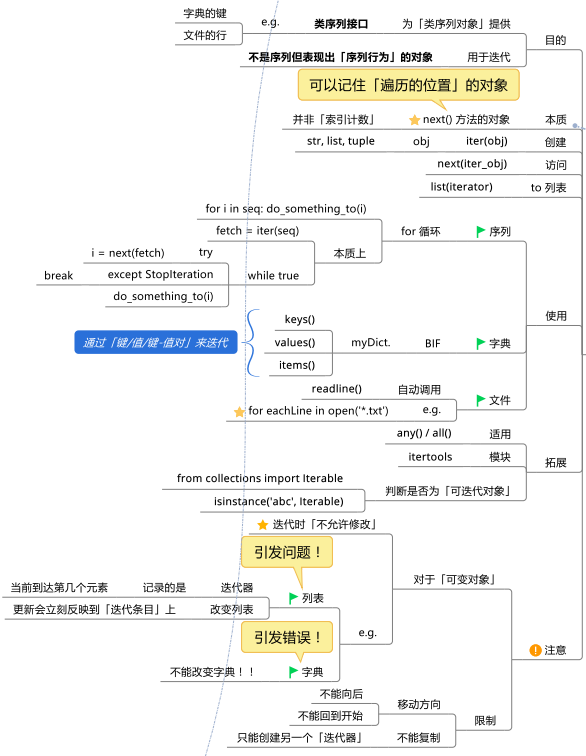 字典的键
文件的行
e.g.
类序列接口
为「类序列对象」提供
不是序列但表现出「序列行为」的对象
用于迭代
目的
可以记住「遍历的位置」的对象
并非「索引计数」
next() 方法的对象
本质
str, list, tuple
obj
iter(obj)
创建
next(iter_obj)
访问
list(iterator)
to 列表
for i in seq: do_something_to(i)
fetch = iter(seq)
i = next(fetch)
try
break
except StopIteration
do_something_to(i)
while true
本质上
for 循环
序列
通过「键/值/键-值对」来迭代
keys()
values()
items()
myDict.
BIF
字典
readline()
自动调用
for eachLine in open('*.txt')
e.g.
文件
使用
any() / all()
适用
itertools
模块
from collections import Iterable
isinstance('abc', Iterable)
判断是否为「可迭代对象」
拓展
迭代时「不允许修改」
引发问题！
当前到达第几个元素
记录的是
迭代器
更新会立刻反映到「迭代条目」上
改变列表
列表
引发错误！
不能改变字典！！
字典
e.g.
对于「可变对象」
不能向后
不能回到开始
移动方向
只能创建另一个「迭代器」
不能复制
限制
注意